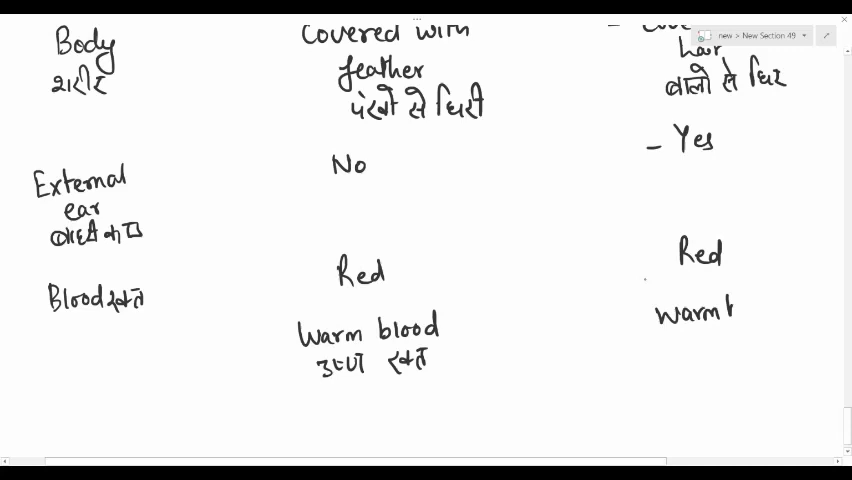 new > New Section 49
Body
शरीर
Covered with
feather
पंखो से घिरी
hair
बालो से घिर
External
ear
No
- Yes
Blood रक्त
Red
Red
Warm blood
उष्ण रक्त
warm